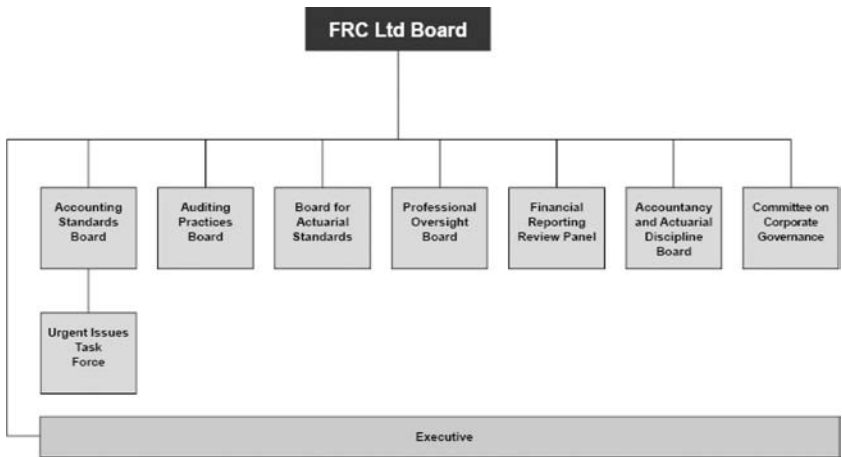 FRC Ltd Board
Accounting
Standards
Board
Auditing
Practices
Board
Board for
Actuarial
Standards
Professional
Oversight
Board
Financial
Reporting
Review Panel
Accountancy
and Actuarial
Discipline
Board
Committee on
Corporate
Governance
Urgent Issues
Task
Force
Executive